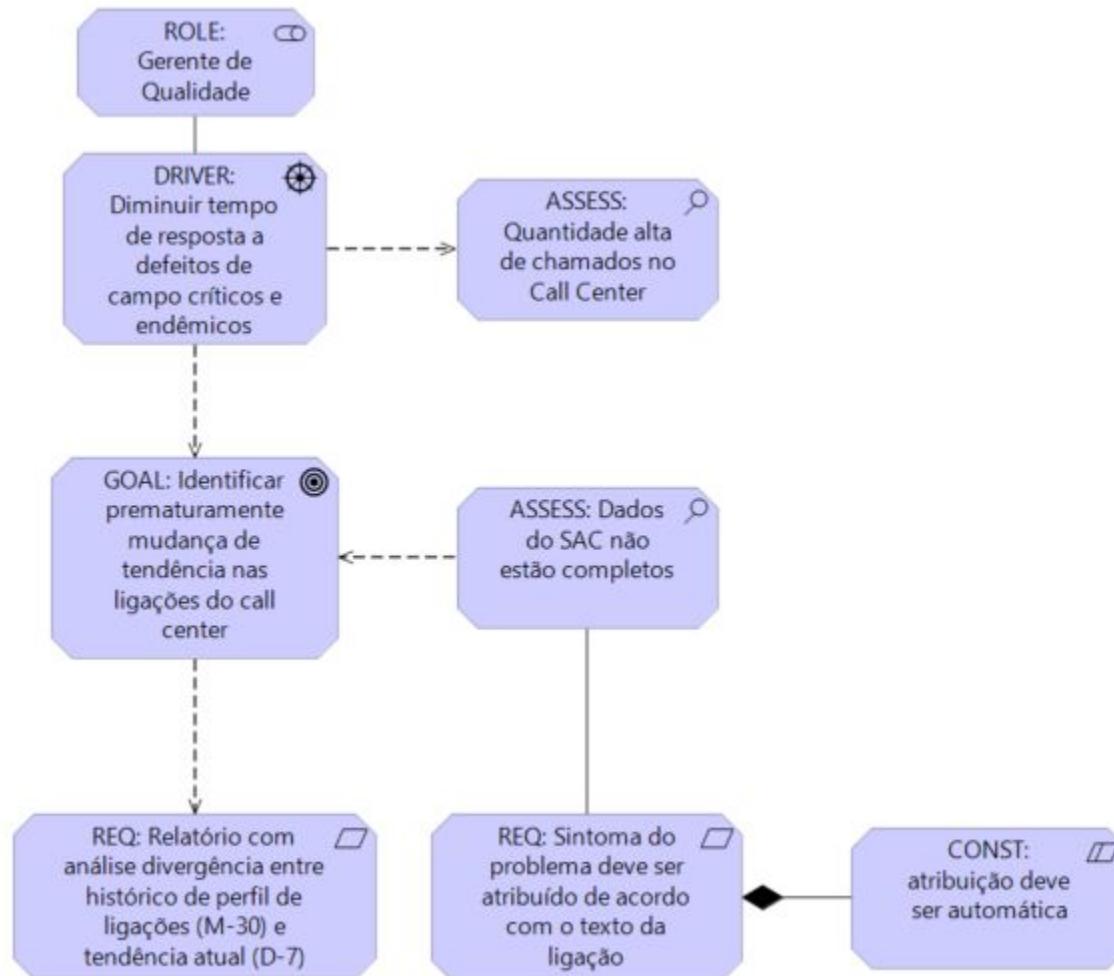 ROLE:
Gerente de
Qualidade
DRIVER:
Diminuir tempo
de resposta a
defeitos de
campo críticos e
endêmicos
ASSESS:
Quantidade alta
de chamados no
Call Center
GOAL: Identificar
prematuramente
mudança de
tendência nas
ligações do call
center
ASSESS: Dados
do SAC não
estão completos
REQ: Relatório com
análise divergência entre
histórico de perfil de
ligações (M-30) e
tendência atual (D-7)
REQ: Sintoma do
problema deve ser
atribuído de acordo
com o texto da
ligação
CONST:
atribuição deve
ser automática